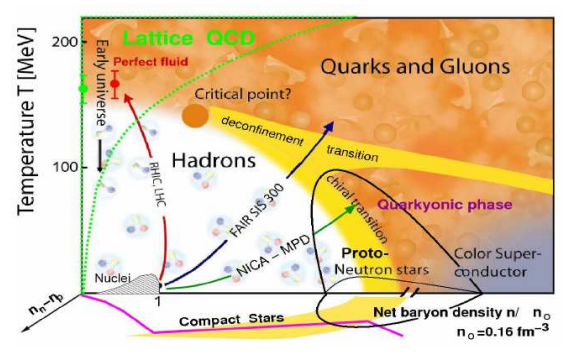 Lattice QCD
200
Perfect fluid
Quarks and Gluons
Temperature T [MeV]
Early universe
Critical point?
deconfinement transition
Hadrons
100
RHIC, LHC
FAIR SIS 300
chiral transition
Quarkyonic phase
NICA – MPD
Proto-
Neutron stars
Color Super-
conductor
Nuclei
nn-np
1
Compact Stars
Net baryon density n/ no
no=0.16 fm-3